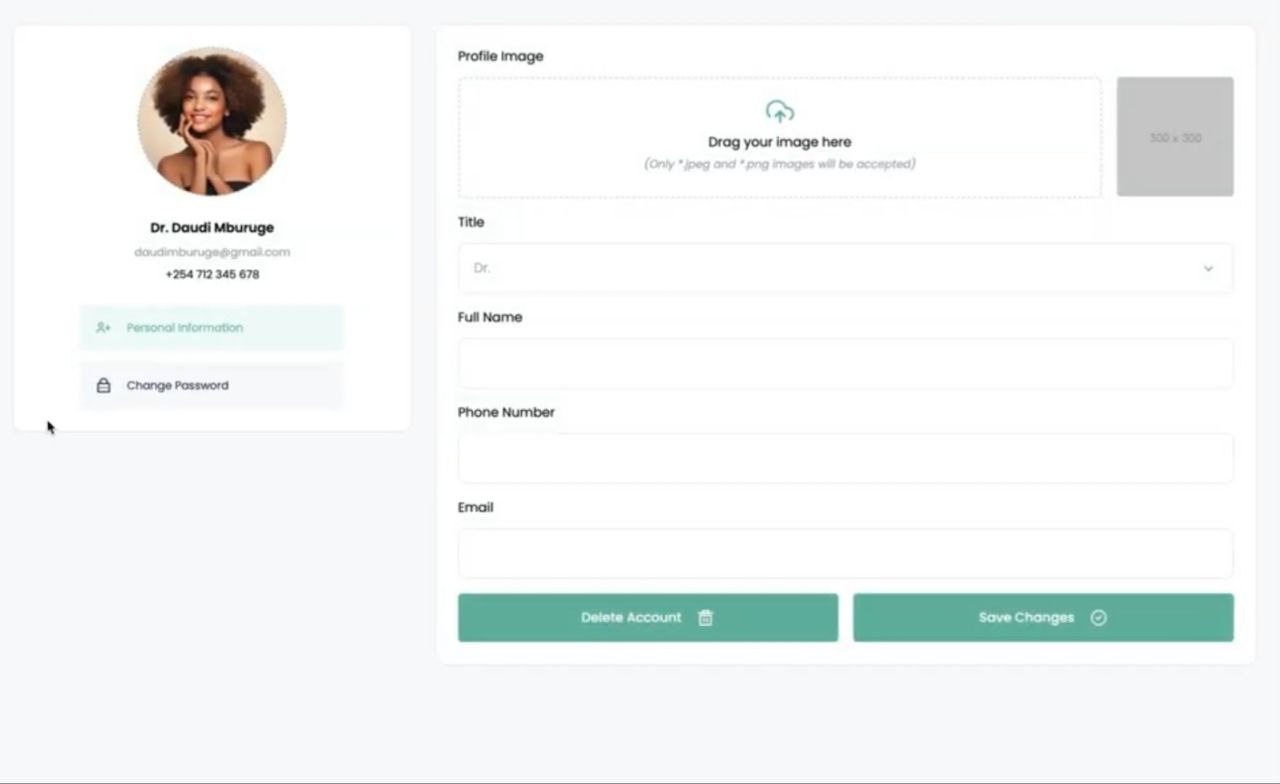 Dr. Daudi Mburuge
daudimburuge@gmail.com
+254 712 345 678
Personal Information
Change Password
Profile Image
Drag your image here
(Only *.jpeg and *.png images will be accepted)
300 x 300
Title
Dr.
Full Name
Phone Number
Email
Delete Account
Save Changes